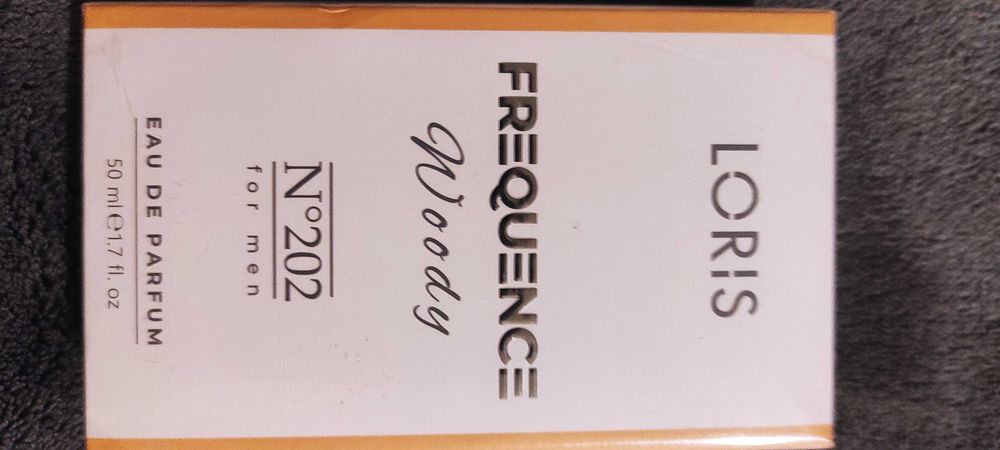 LORIS
FREQUENCE
Woody
N°202
for men
EAU DE PARFUM
50 ml ℮ 1.7 fl. oz